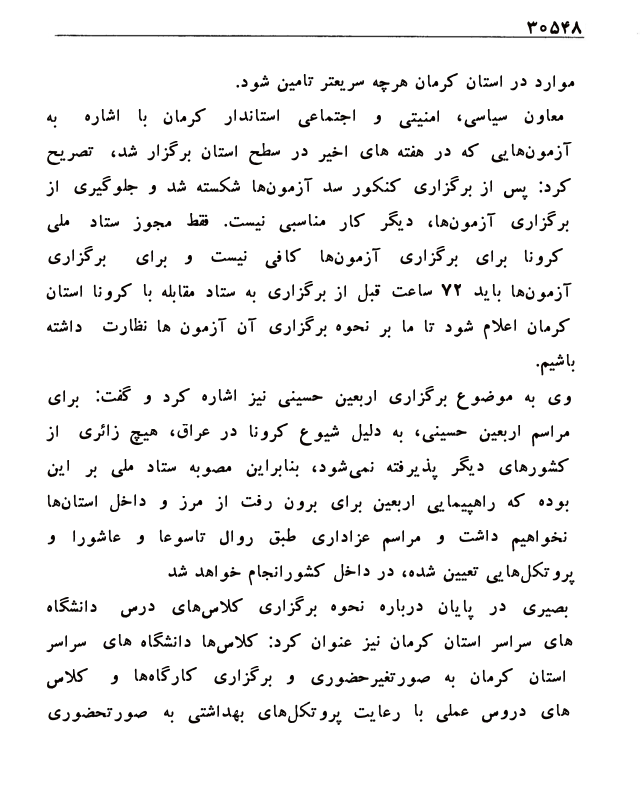 ۳۰۵۴۸
موارد در استان کرمان هرچه سریعتر تامین شود.
معاون سیاسی، امنیتی و اجتماعی استاندار کرمان با اشاره به
آزمون‌هایی که در هفته های اخیر در سطح استان برگزار شد، تصریح
کرد: پس از برگزاری کنکور سد آزمون‌ها شکسته شد و جلوگیری از
برگزاری آزمون‌ها، دیگر کار مناسبی نیست. فقط مجوز ستاد ملی
کرونا برای برگزاری آزمون‌ها کافی نیست و برای برگزاری
آزمون‌ها باید ۷۲ ساعت قبل از برگزاری به ستاد مقابله با کرونا استان
کرمان اعلام شود تا ما بر نحوه برگزاری آن آزمون ها نظارت داشته
باشیم.
وی به موضوع برگزاری اربعین حسینی نیز اشاره کرد و گفت: برای
مراسم اربعین حسینی، به دلیل شیوع کرونا در عراق، هیچ زائری از
کشورهای دیگر پذیرفته نمی‌شود، بنابراین مصوبه ستاد ملی بر این
بوده که راهپیمایی اربعین برای برون رفت از مرز و داخل استان‌ها
نخواهیم داشت و مراسم عزاداری طبق روال تاسوعا و عاشورا و
پروتکل‌هایی تعیین شده، در داخل کشورانجام خواهد شد
بصیری در پایان درباره نحوه برگزاری کلاس‌های درس دانشگاه
های سراسر استان کرمان نیز عنوان کرد: کلاس‌ها دانشگاه های سراسر
استان کرمان به صورتغیرحضوری و برگزاری کارگاه‌ها و کلاس
های دروس عملی با رعایت پروتکل‌های بهداشتی به صورتحضوری